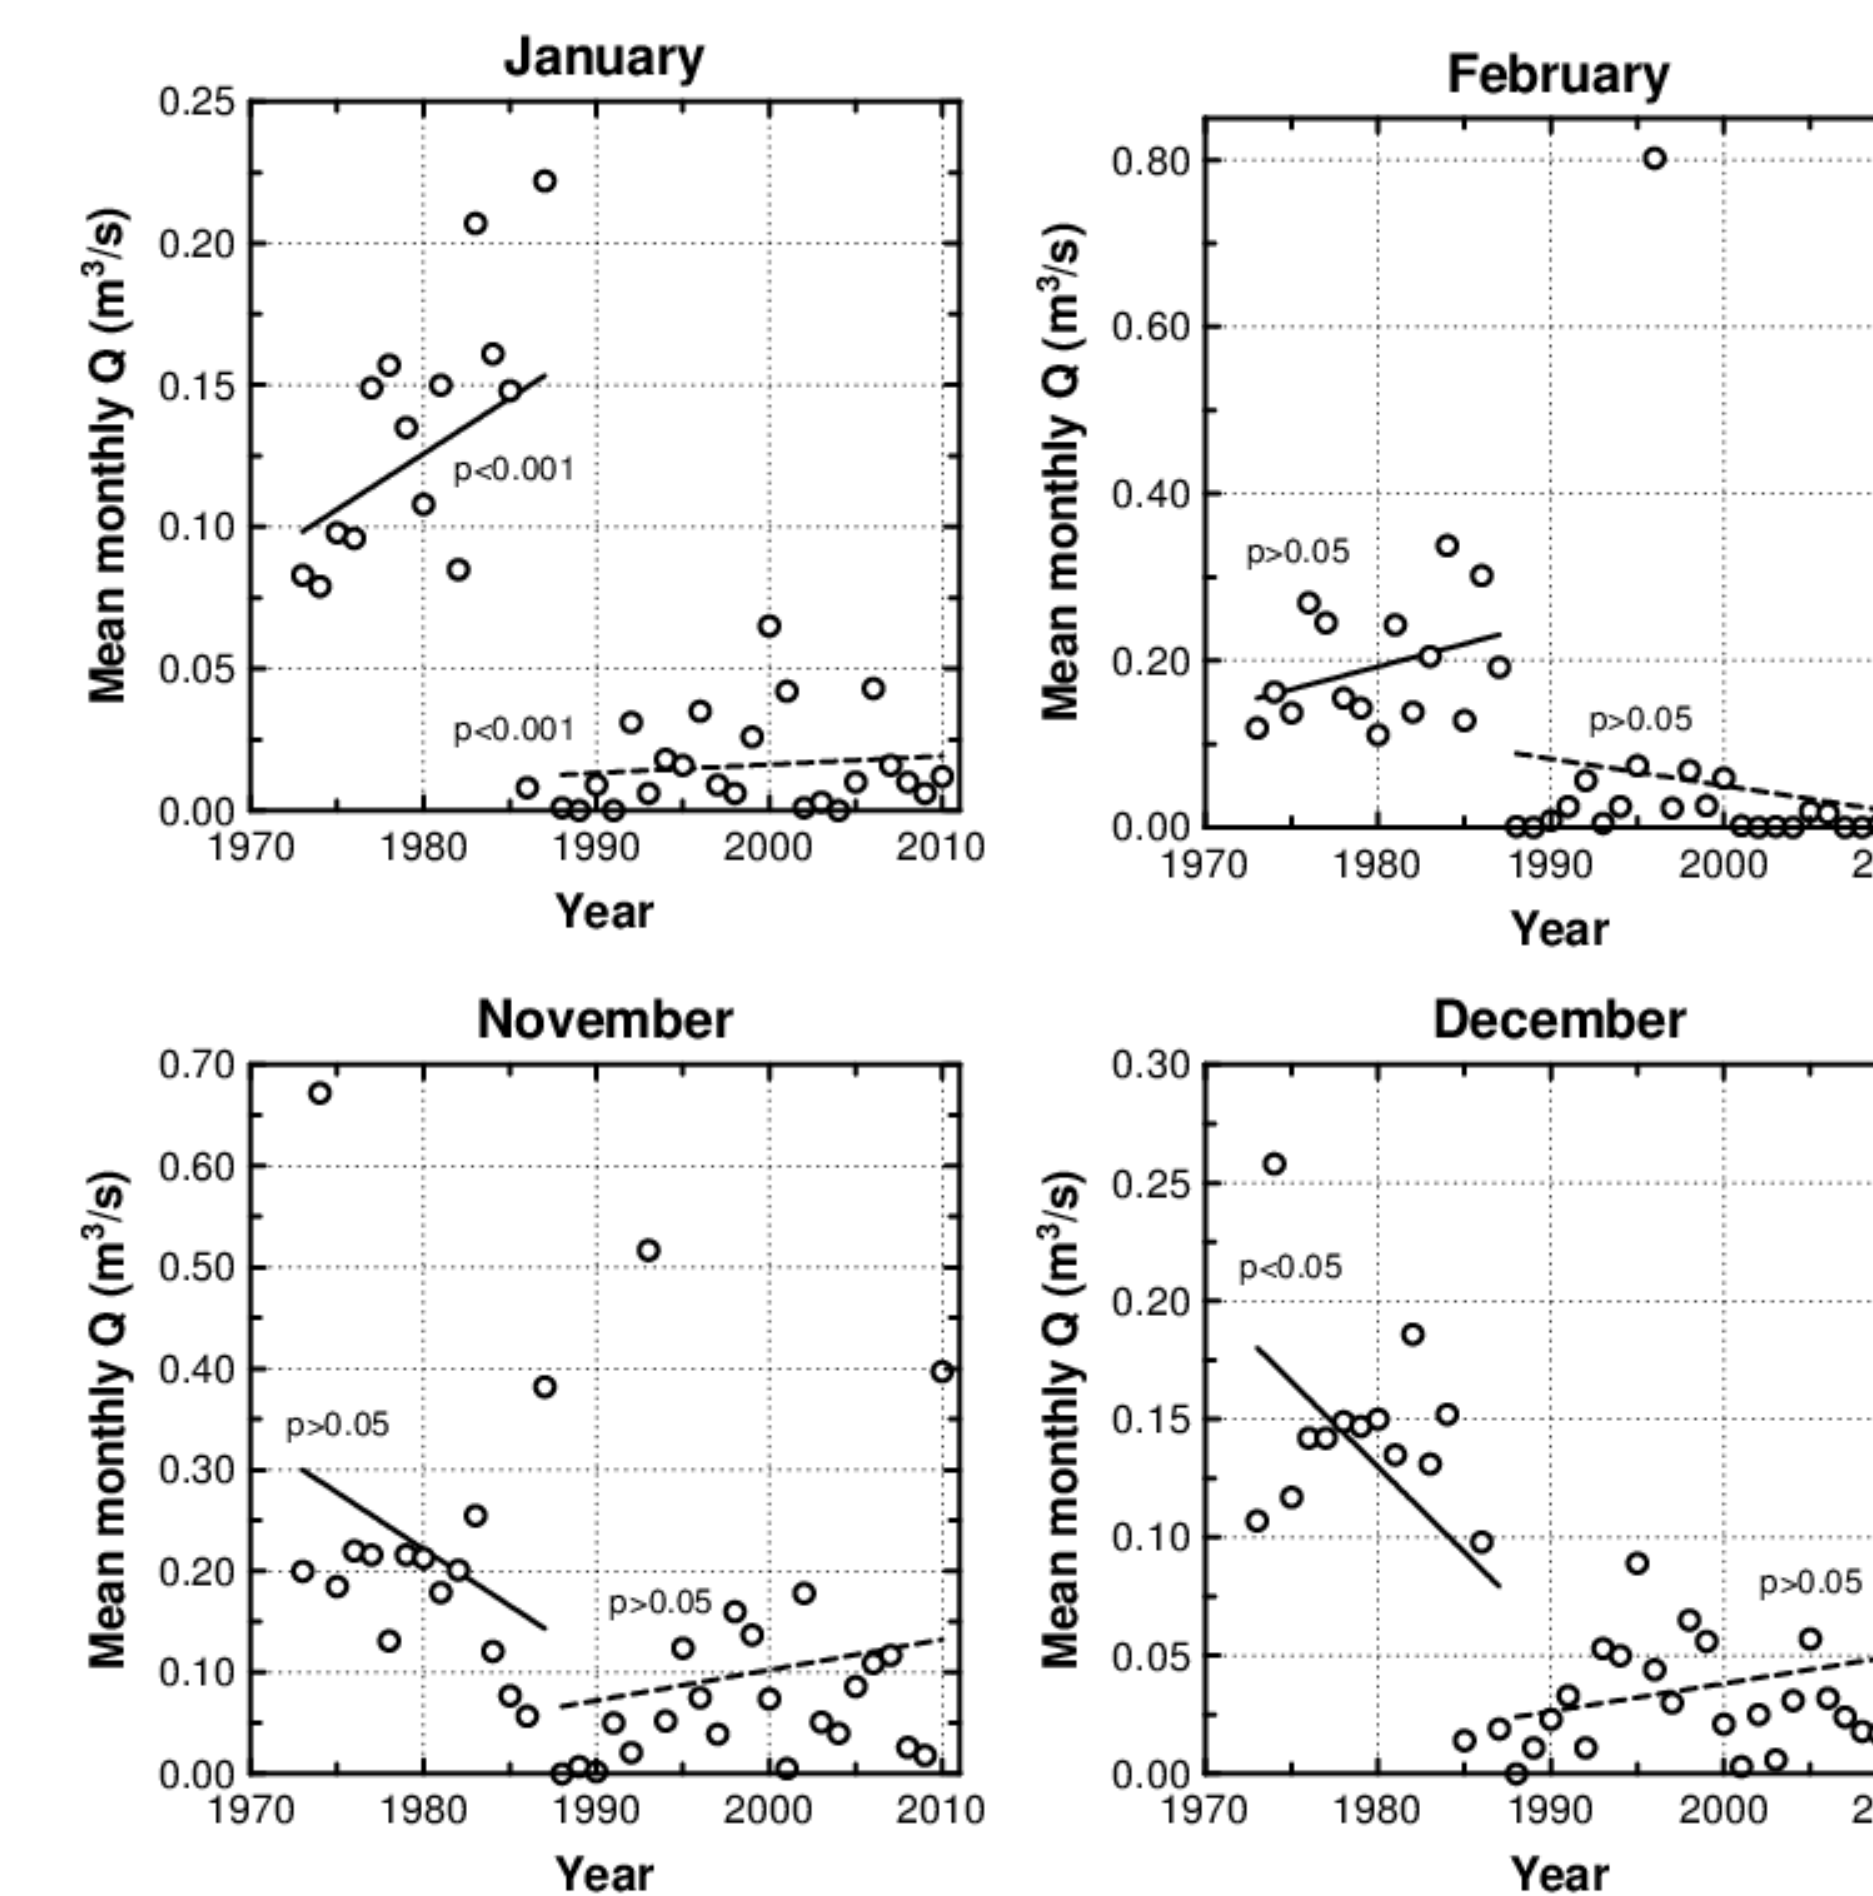 January
Mean monthly Q (m³/s)
0.25
0.20
0.15
0.10
0.05
0.00
p<0.001
p<0.001
1970 1980 1990 2000 2010
Year
February
Mean monthly Q (m³/s)
0.80
0.60
0.40
0.20
0.00
p>0.05
p>0.05
1970 1980 1990 2000 2
Year
November
Mean monthly Q (m³/s)
0.70
0.60
0.50
0.40
0.30
0.20
0.10
0.00
p>0.05
p>0.05
1970 1980 1990 2000 2010
Year
December
Mean monthly Q (m³/s)
0.30
0.25
0.20
0.15
0.10
0.05
0.00
p<0.05
p>0.05
1970 1980 1990 2000 2
Year